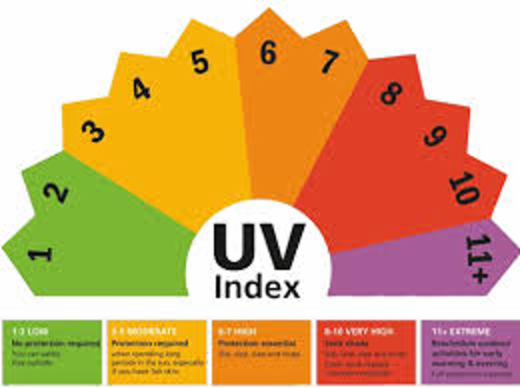 1
2
3
4
5
6
7
8
9
10
11+
UV
Index
1-2 LOW
No protection required
You can safely
stay outside
3-5 MODERATE
Protection required
when spending long
periods in the sun, especially
if you have fair skin
6-7 HIGH
Protection essential
Slip, slop, slap and wrap
8-10 VERY HIGH
Seek shade
Slip, slop, slap and wrap
11+ EXTREME
Reschedule outdoor
activities for early
morning & evening